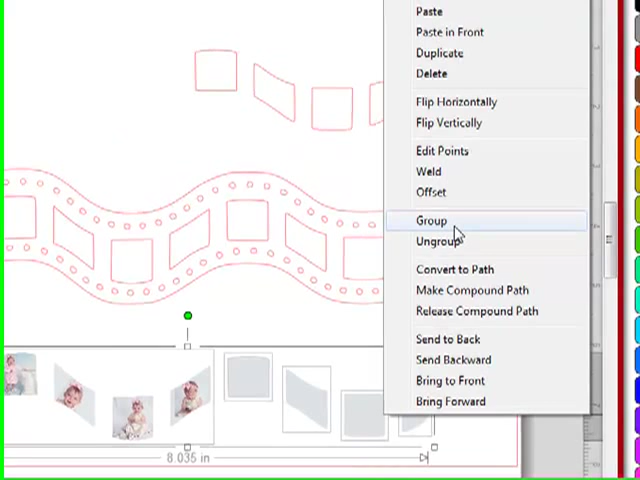 Paste
Paste in Front
Duplicate
Delete
Flip Horizontally
Flip Vertically
Edit Points
Weld
Offset
Group
Ungroup
Convert to Path
Make Compound Path
Release Compound Path
Send to Back
Send Backward
Bring to Front
Bring Forward
8.035 in